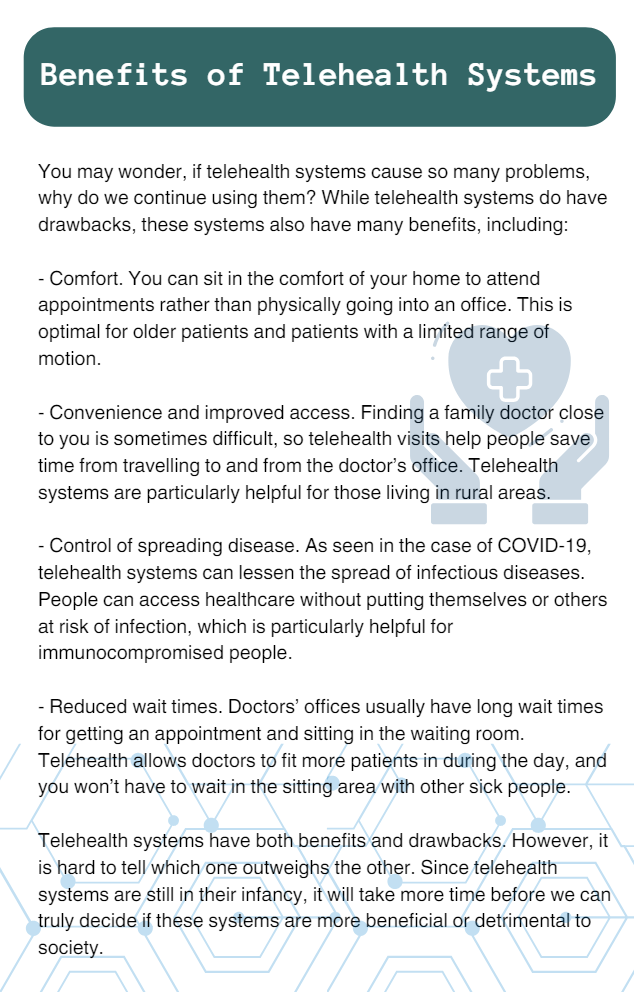 Benefits of Telehealth Systems
You may wonder, if telehealth systems cause so many problems,
why do we continue using them? While telehealth systems do have
drawbacks, these systems also have many benefits, including:
- Comfort. You can sit in the comfort of your home to attend
appointments rather than physically going into an office. This is
optimal for older patients and patients with a limited range of
motion.
- Convenience and improved access. Finding a family doctor close
to you is sometimes difficult, so telehealth visits help people save
time from travelling to and from the doctor’s office. Telehealth
systems are particularly helpful for those living in rural areas.
- Control of spreading disease. As seen in the case of COVID-19,
telehealth systems can lessen the spread of infectious diseases.
People can access healthcare without putting themselves or others
at risk of infection, which is particularly helpful for
immunocompromised people.
- Reduced wait times. Doctors’ offices usually have long wait times
for getting an appointment and sitting in the waiting room.
Telehealth allows doctors to fit more patients in during the day, and
you won’t have to wait in the sitting area with other sick people.
Telehealth systems have both benefits and drawbacks. However, it
is hard to tell which one outweighs the other. Since telehealth
systems are still in their infancy, it will take more time before we can
truly decide if these systems are more beneficial or detrimental to
society.